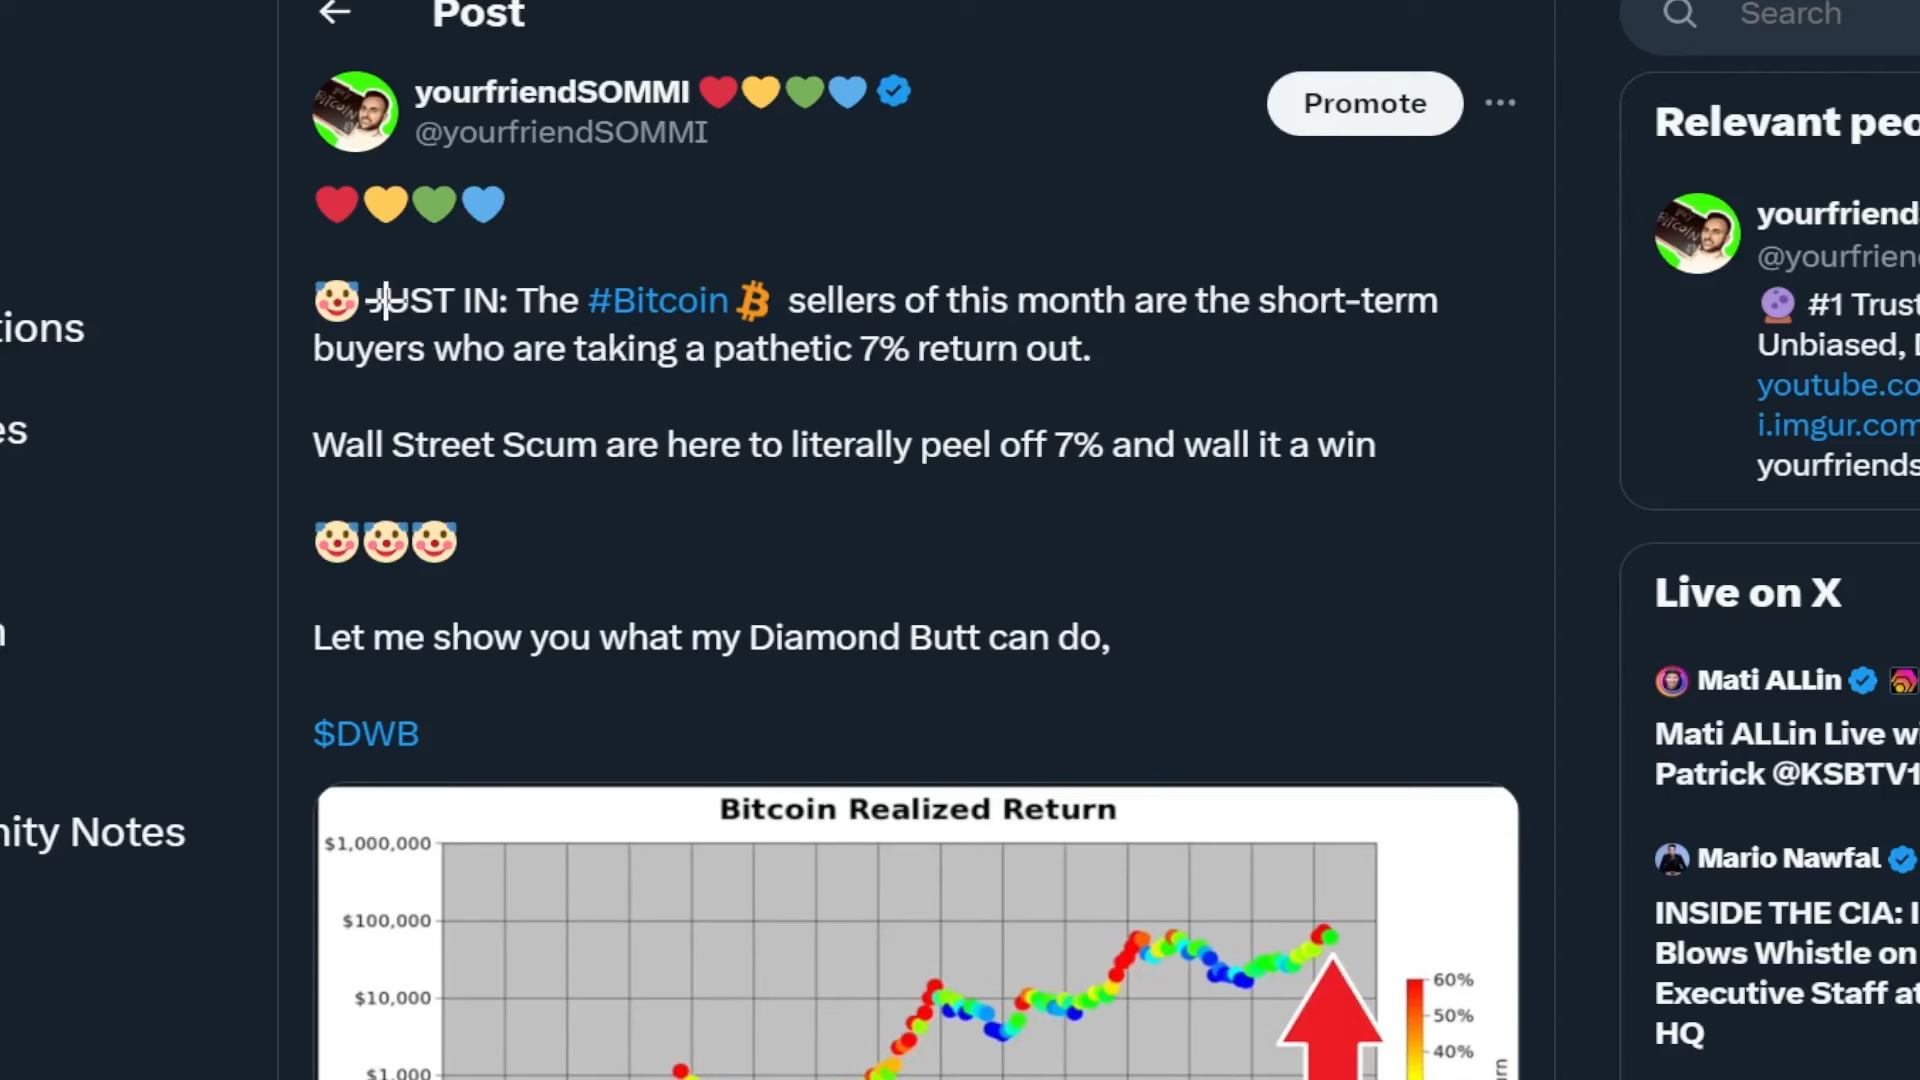 Post
Search
yourfriendSOMMI
@yourfriendSOMMI
Promote
JUST IN: The #Bitcoin sellers of this month are the short-term
buyers who are taking a pathetic 7% return out.
Wall Street Scum are here to literally peel off 7% and wall it a win
Let me show you what my Diamond Butt can do,
$DWB
Bitcoin Realized Return
$1,000,000
$100,000
$10,000
$1,000
60%
50%
40%
tions
es
nity Notes
Relevant peo
yourfriends
@yourfrien
#1 Trust
Unbiased,
youtube.co
i.imgur.com
yourfriends
Live on X
Mati ALLin
Mati ALLin Live wi
Patrick @KSBTV1
Mario Nawfal
INSIDE THE CIA: I
Blows Whistle on
Executive Staff at
HQ